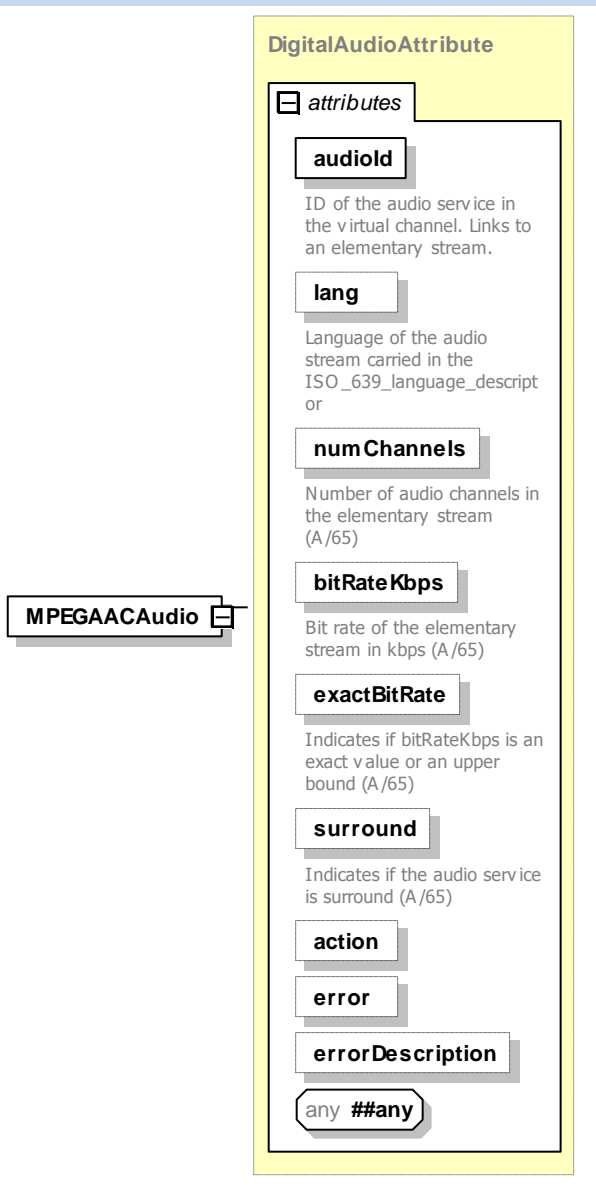 DigitalAudioAttribute
attributes
audioId
ID of the audio service in
the virtual channel. Links to
an elementary stream.
lang
Language of the audio
stream carried in the
ISO_639_language_descript
or
numChannels
Number of audio channels in
the elementary stream
(A/65)
bitRateKbps
Bit rate of the elementary
stream in kbps (A/65)
MPEGAACAudio
exactBitRate
Indicates if bitRateKbps is an
exact value or an upper
bound (A/65)
surround
Indicates if the audio service
is surround (A/65)
action
error
errorDescription
any ##any